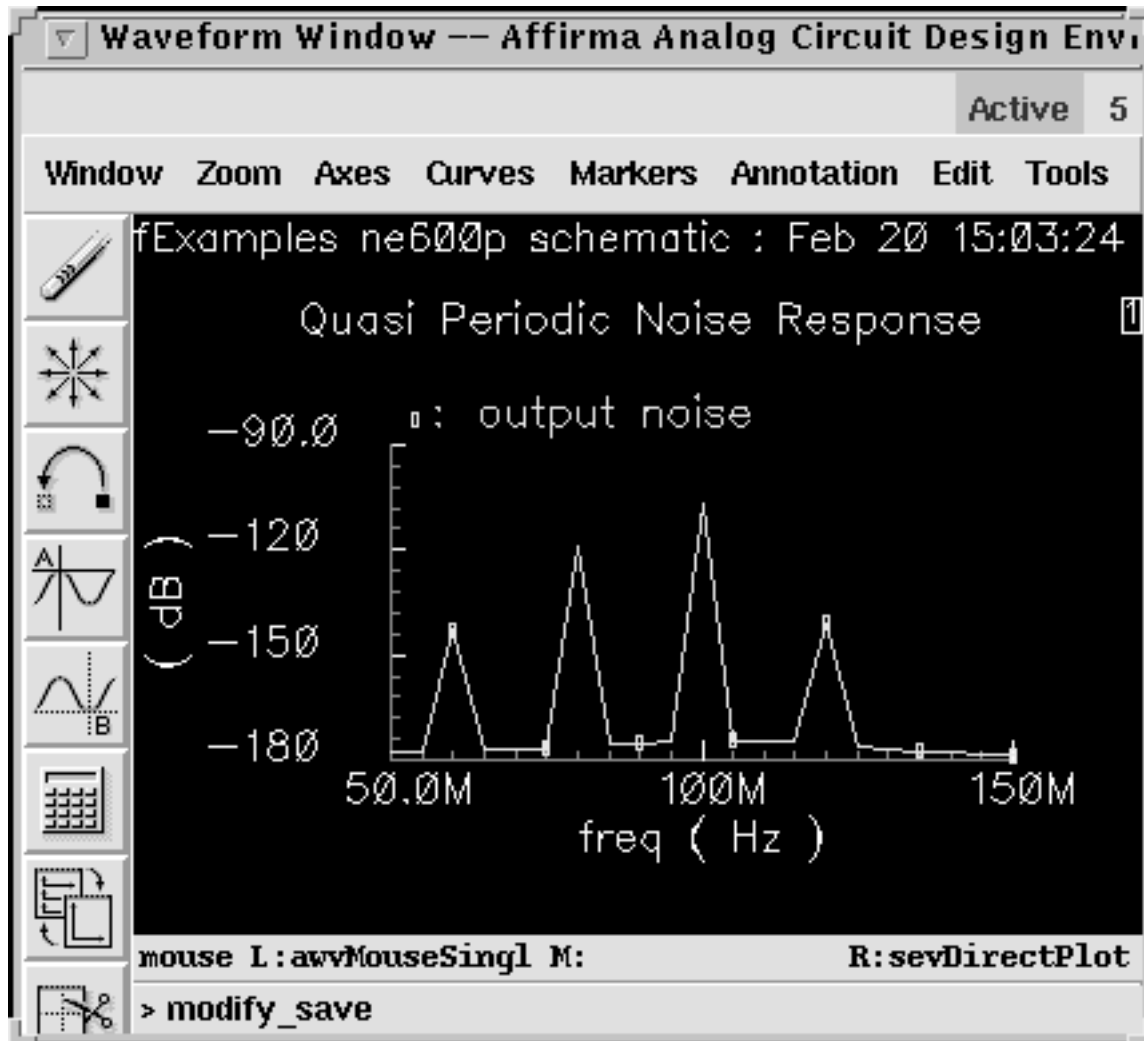 Waveform Window -- Affirma Analog Circuit Design Env
Active 5
Window Zoom Axes Curves Markers Annotation Edit Tools
fExamples ne600p schematic : Feb 20 15:03:24
Quasi Periodic Noise Response
1
: output noise
-90.0
-120
-150
-180
( dB )
50.0M 100M 150M
freq ( Hz )
A
B
mouse L:awvMouseSingl M: R:sevDirectPlot
> modify_save